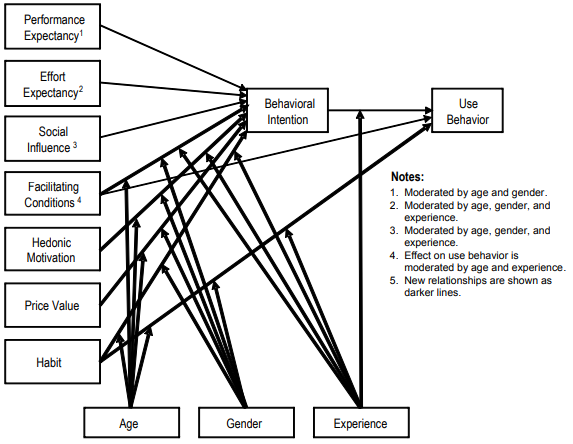 Performance
Expectancy1
Effort
Expectancy2
Social
Influence 3
Facilitating
Conditions 4
Hedonic
Motivation
Price Value
Habit
Behavioral
Intention
Use
Behavior
Notes:
1. Moderated by age and gender.
2. Moderated by age, gender, and
experience.
3. Moderated by age, gender, and
experience.
4. Effect on use behavior is
moderated by age and experience.
5. New relationships are shown as
darker lines.
Age
Gender
Experience